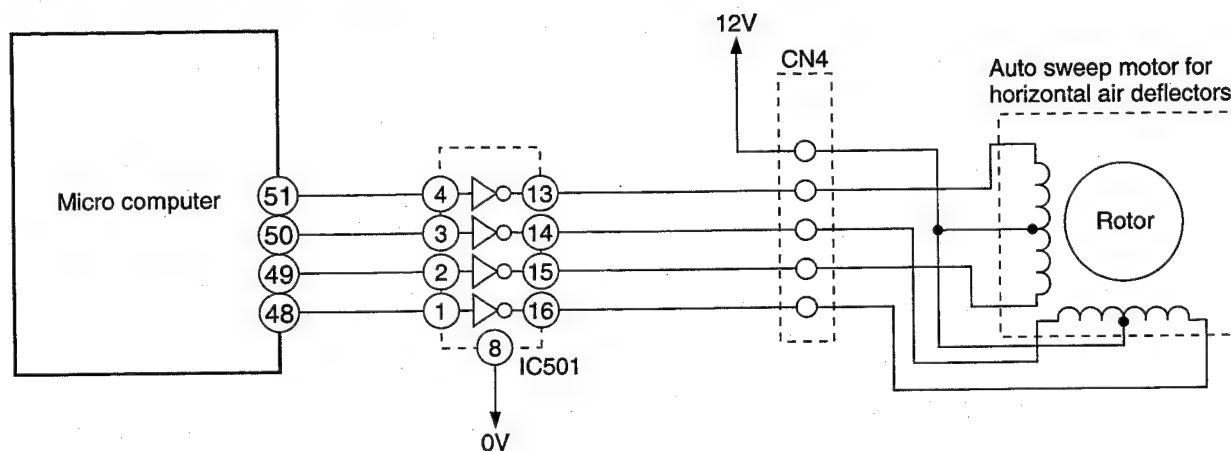 12V
CN4
Auto sweep motor for
horizontal air deflectors
Micro computer
51
50
49
48
4
3
2
1
13
14
15
16
8
IC501
0V
Rotor